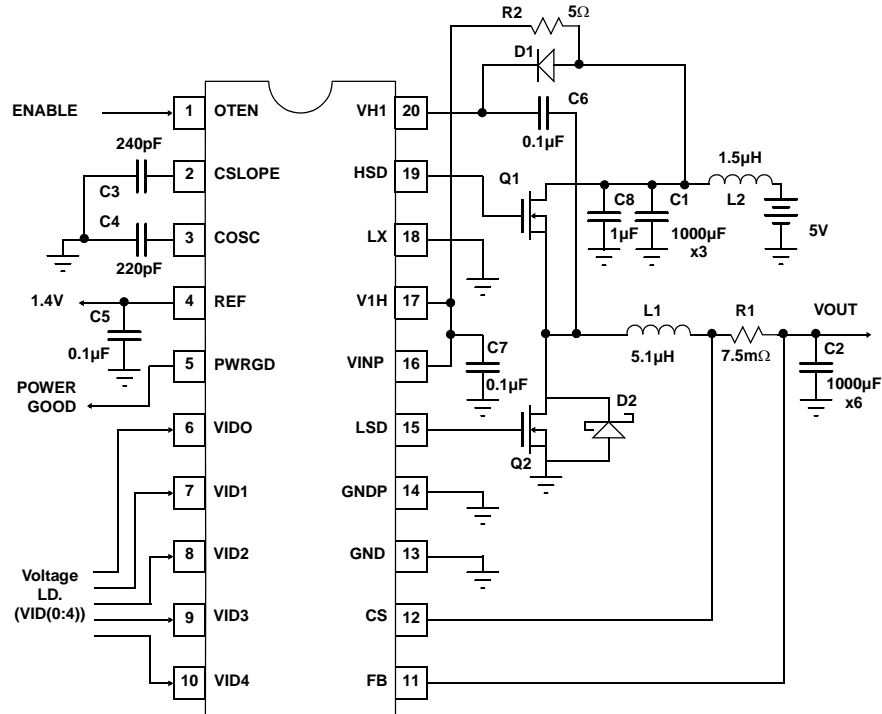 R2
5Ω
D1
ENABLE
1
OTEN
VH1
20
C6
0.1µF
240pF
2
CSLOPE
HSD
19
Q1
1.5µH
C3
L2
C4
3
COSC
LX
18
C8
1µF
C1
1000µF
x3
5V
220pF
1.4V
4
REF
V1H
17
C5
0.1µF
L1
5.1µH
R1
7.5mΩ
VOUT
5
PWRGD
VINP
16
C7
0.1µF
C2
1000µF
x6
POWER
GOOD
6
VIDO
LSD
15
D2
Q2
7
VID1
GNDP
14
8
VID2
GND
13
Voltage
I.D.
(VID(0:4))
9
VID3
CS
12
10
VID4
FB
11